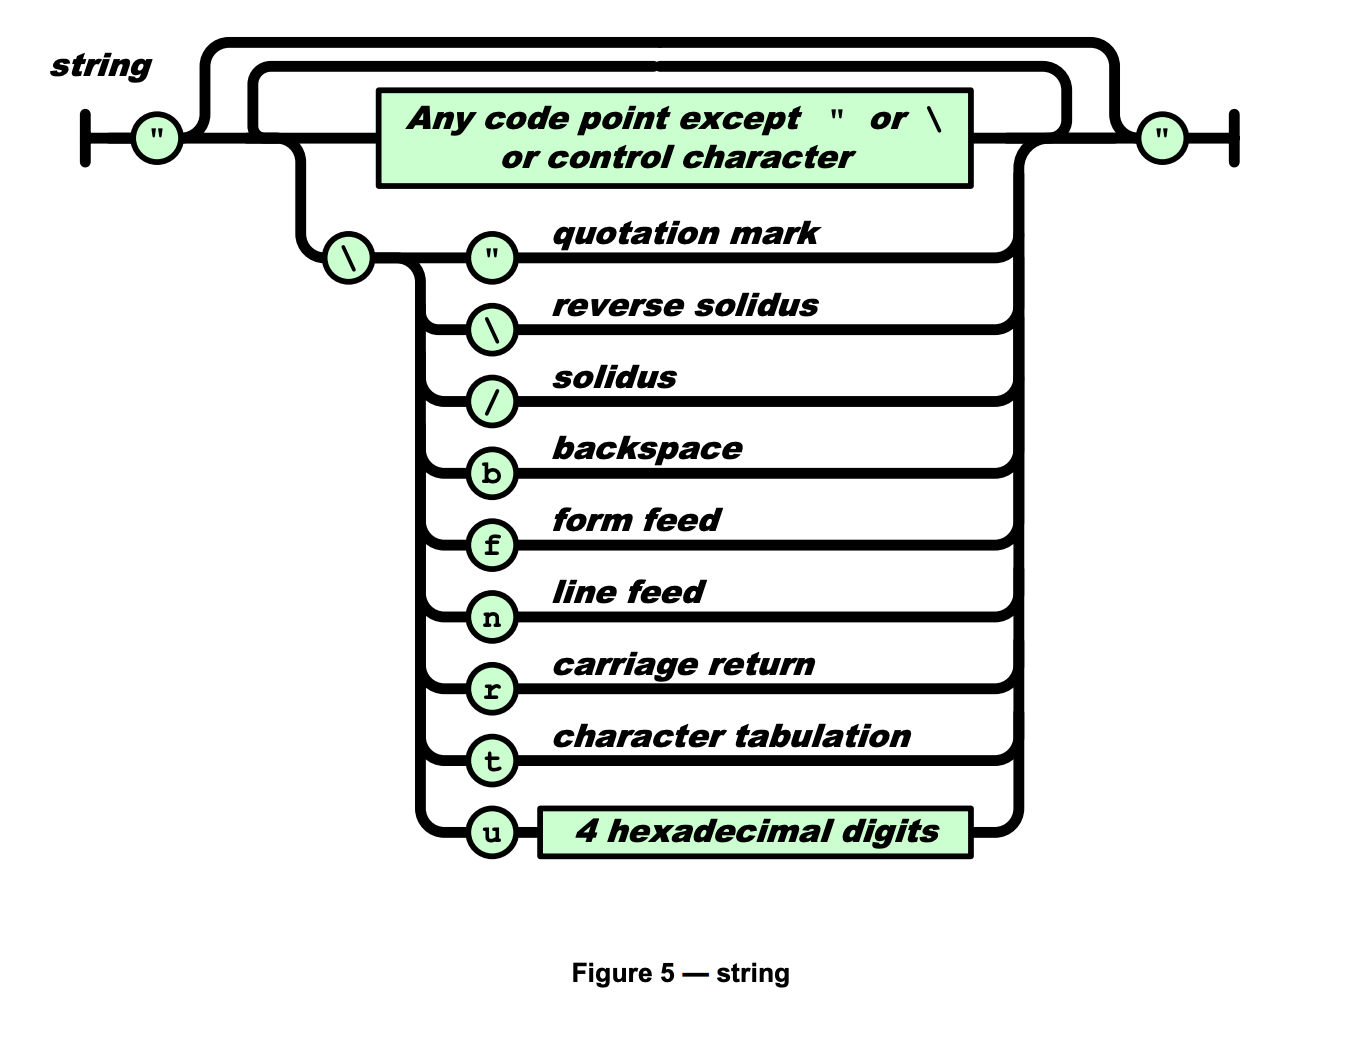 string
" Any code point except " or \ "
or control character
\ " quotation mark
\ reverse solidus
/ solidus
b backspace
f form feed
n line feed
r carriage return
t character tabulation
u 4 hexadecimal digits
Figure 5 — string